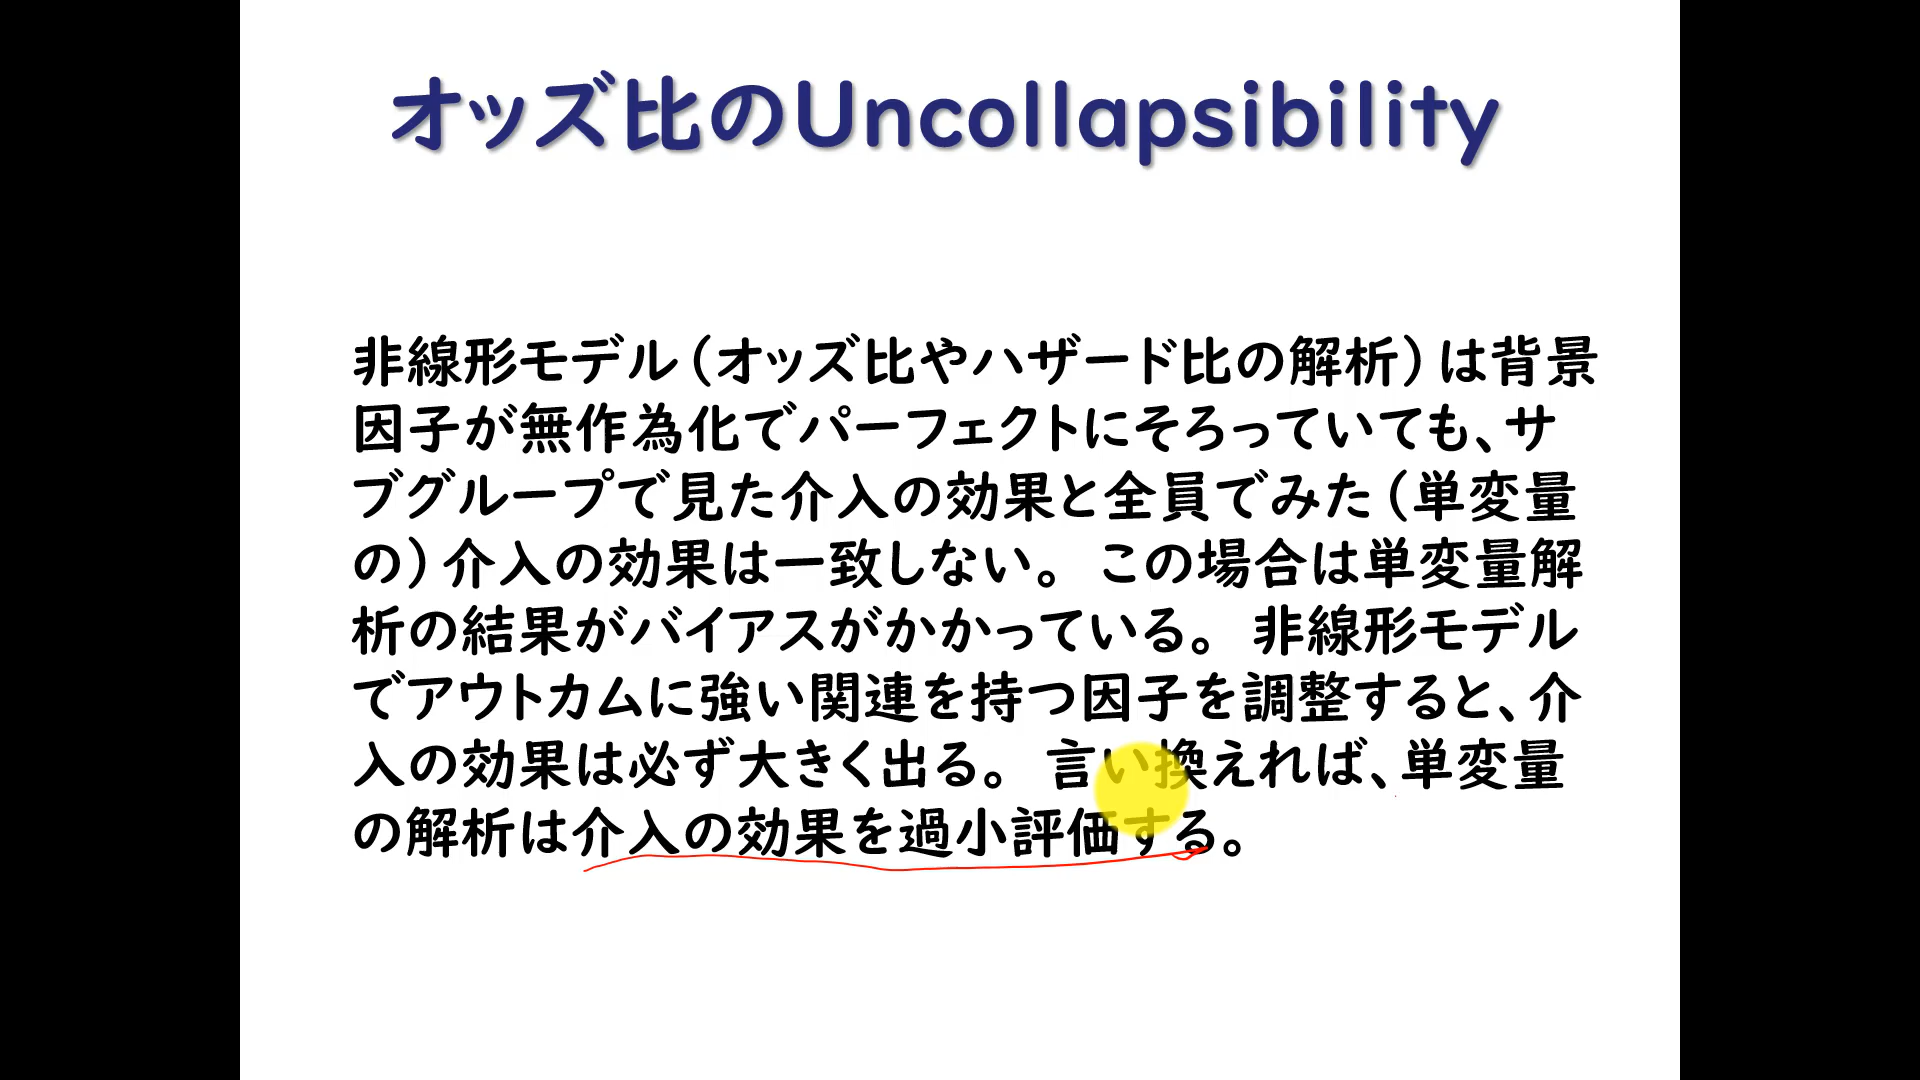 オッズ比のUncollapsibility
非線形モデル（オッズ比やハザード比の解析）は背景
因子が無作為化でパーフェクトにそろっていても、サ
ブグループで見た介入の効果と全員でみた（単変量
の）介入の効果は一致しない。 この場合は単変量解
析の結果がバイアスがかかっている。 非線形モデル
でアウトカムに強い関連を持つ因子を調整すると、介
入の効果は必ず大きく出る。 言い換えれば、単変量
の解析は介入の効果を過小評価する。